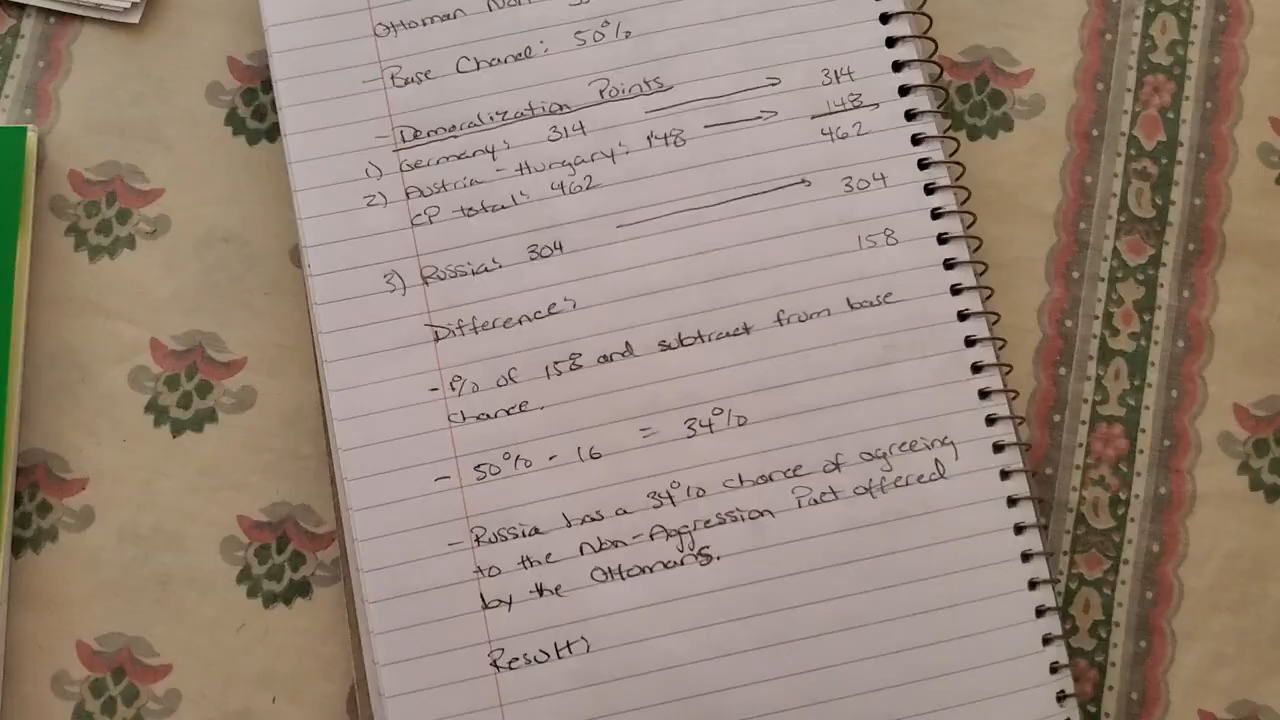 Ottoman Non
- Base Chance: 50%
- Demoralization Points
1) Germany: 314 → 314
2) Austria-Hungary: 148 → 148
CP total: 462 462
3) Russia: 304 → 304
Difference: 158
- % of 158 and subtract from base
chance.
- 50% - 16 = 34%
- Russia has a 34% chance of agreeing
to the Non-Aggression Pact offered
by the Ottomans.
Result)